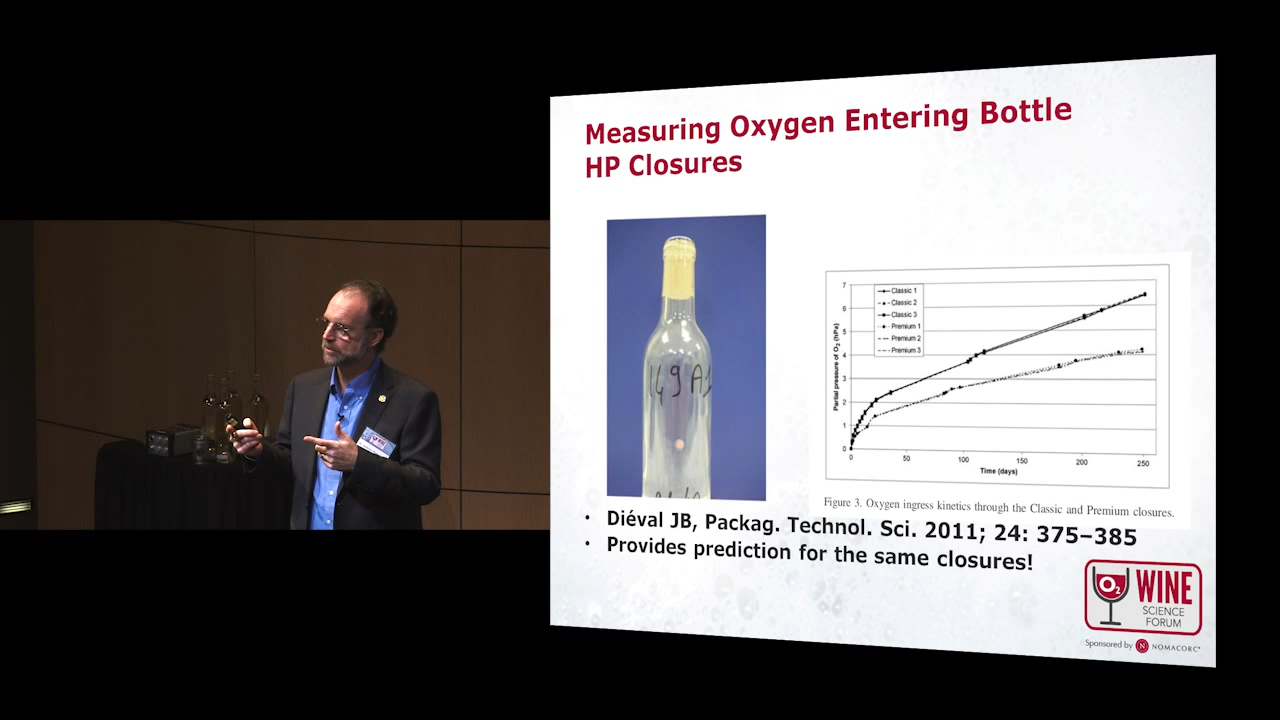 Measuring Oxygen Entering Bottle
HP Closures
149 A1
7
6
5
4
3
2
1
0
Partial pressure of O2 (hPa)
Classic 1
Classic 2
Classic 3
Premium 1
Premium 2
Premium 3
0 50 100 150 200 250
Time (days)
Figure 3. Oxygen ingress kinetics through the Classic and Premium closures.
• Diéval JB, Packag. Technol. Sci. 2011; 24: 375–385
• Provides prediction for the same closures!
O2 WINE
SCIENCE
FORUM
Sponsored by N NOMACORC